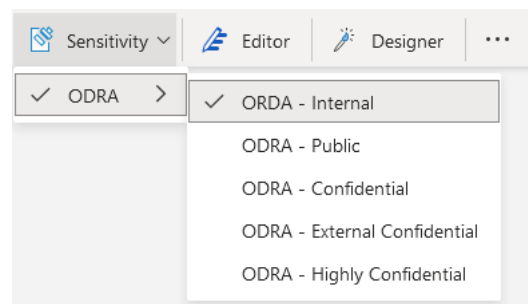 Sensitivity Editor Designer ...
ODRA
ORDA - Internal
ODRA - Public
ODRA - Confidential
ODRA - External Confidential
ODRA - Highly Confidential